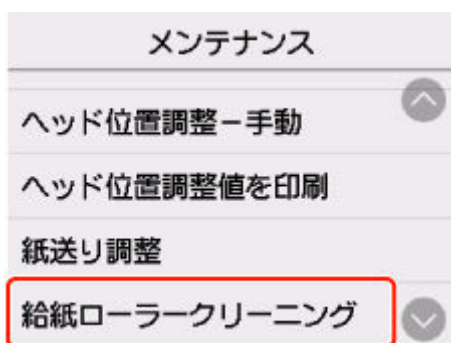 メンテナンス
ヘッド位置調整－手動
ヘッド位置調整値を印刷
紙送り調整
給紙ローラークリーニング